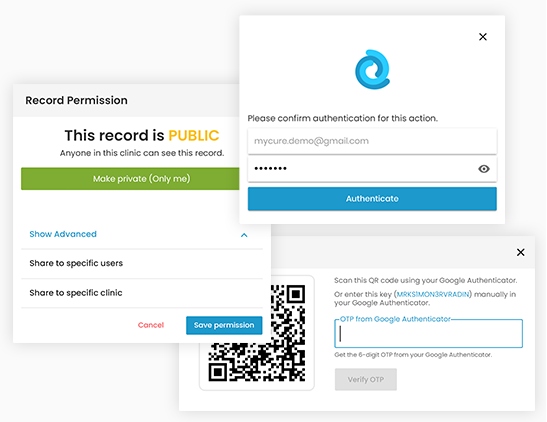 Please confirm authentication for this action.
mycure.demo@gmail.com
•••••••
Authenticate
Record Permission
This record is PUBLIC
Anyone in this clinic can see this record.
Make private (Only me)
Show Advanced
Share to specific users
Share to specific clinic
Cancel
Save permission
Scan this QR code using your Google Authenticator.
Or enter this key (MRKS1MON3RVRADIN) manually in
your Google Authenticator.
OTP from Google Authenticator
Get the 6-digit OTP from your Google Authenticator.
Verify OTP